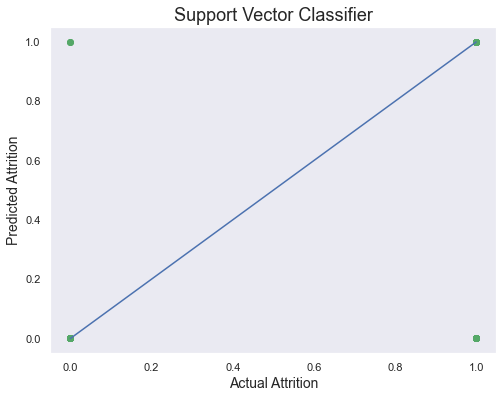 Support Vector Classifier
1.0
0.8
0.6
0.4
0.2
0.0
Predicted Attrition
0.0 0.2 0.4 0.6 0.8 1.0
Actual Attrition